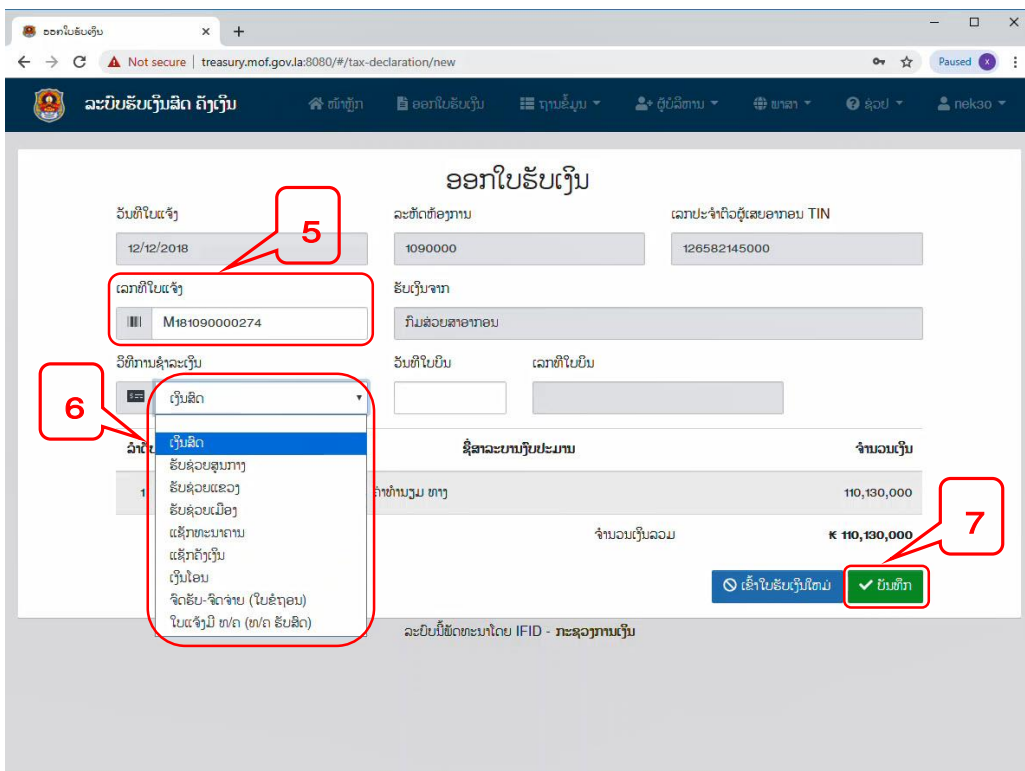 ອອກໃບຮັບເງິນ
Not secure | treasury.mof.gov.la:8080/#/tax-declaration/new
Paused X
ລະບົບຮັບເງິນສົດ ຄັງເງິນ ໜ້າຫຼັກ ອອກໃບຮັບເງິນ ຖານຂໍ້ມູນ ຜູ້ບໍລິຫານ ພາສາ ຊ່ວຍ nek30
ອອກໃບຮັບເງິນ
5
ວັນທີໃບແຈ້ງ ລະຫັດຫ້ອງການ ເລກປະຈຳຕົວຜູ້ເສຍອາກອນ TIN
12/12/2018 1090000 126582145000
ເລກທີໃບແຈ້ງ ຮັບເງິນຈາກ
M181090000274 ກົມສ່ວຍສາອາກອນ
ວິທີການຊຳລະເງິນ ວັນທີໃບບິນ ເລກທີໃບບິນ
6
ເງິນສົດ
ລຳດັບ ຊື່ສາລະບານງົບປະມານ ຈຳນວນເງິນ
ເງິນສົດ
ຮັບຊ່ວຍສູນກາງ
ຮັບຊ່ວຍແຂວງ
ຮັບຊ່ວຍເມືອງ
ແຊັກທະນາຄານ
ແຊັກຄັງເງິນ
ເງິນໂອນ
ຈົດຮັບ-ຈົດຈ່າຍ (ໃບຂໍຖອນ)
ໃບແຈ້ງມີ ທ/ຄ (ທ/ຄ ຮັບສົດ)
1 ຄ່າທຳນຽມ ທາງ 110,130,000
ຈຳນວນເງິນລວມ ₭ 110,130,000
7
ເຂົ້າໃບຮັບເງິນໃໝ່ ບັນທຶກ
ລະບົບນີ້ພັດທະນາໂດຍ IFID - ກະຊວງການເງິນ